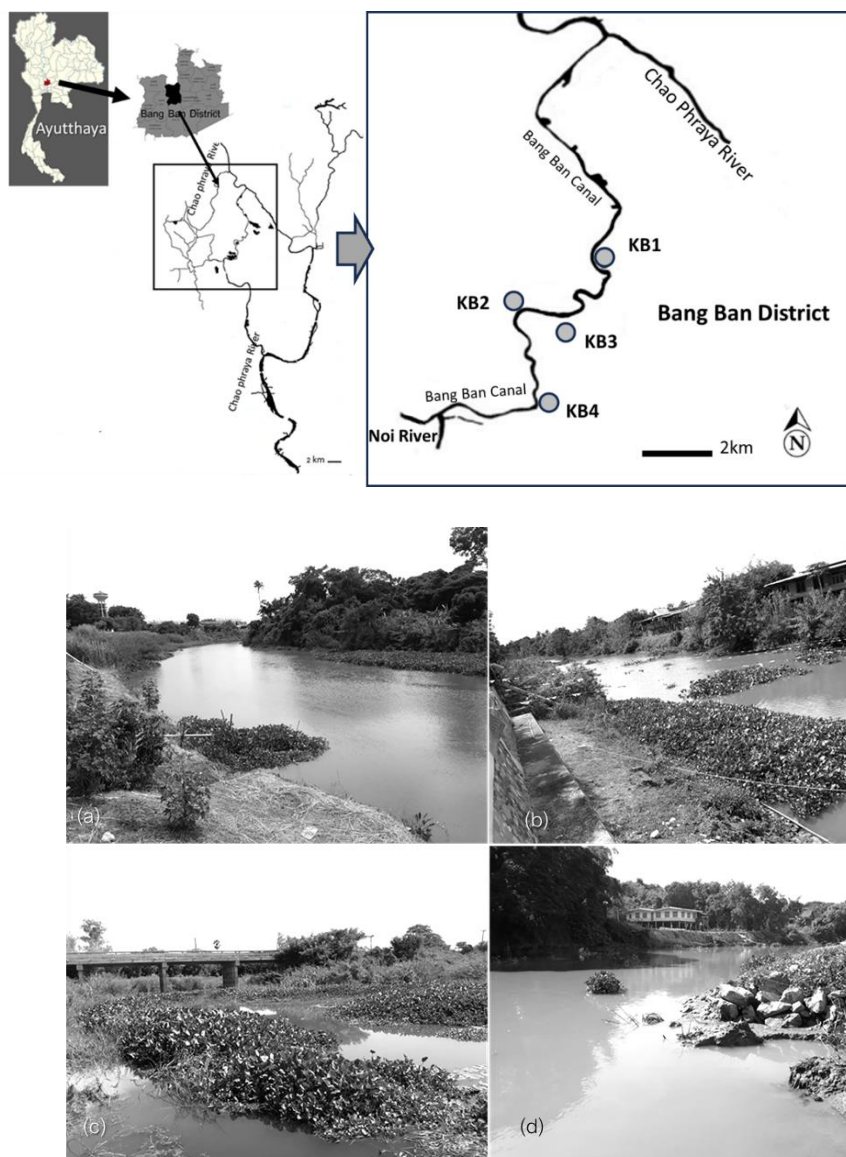 Ayutthaya
Bang Ban District
Chao phraya River
Chao phraya River
2 km
Chao Phraya River
Bang Ban Canal
KB1
KB2
KB3
Bang Ban District
Bang Ban Canal
KB4
Noi River
2km
N
(a)
(b)
(c)
(d)